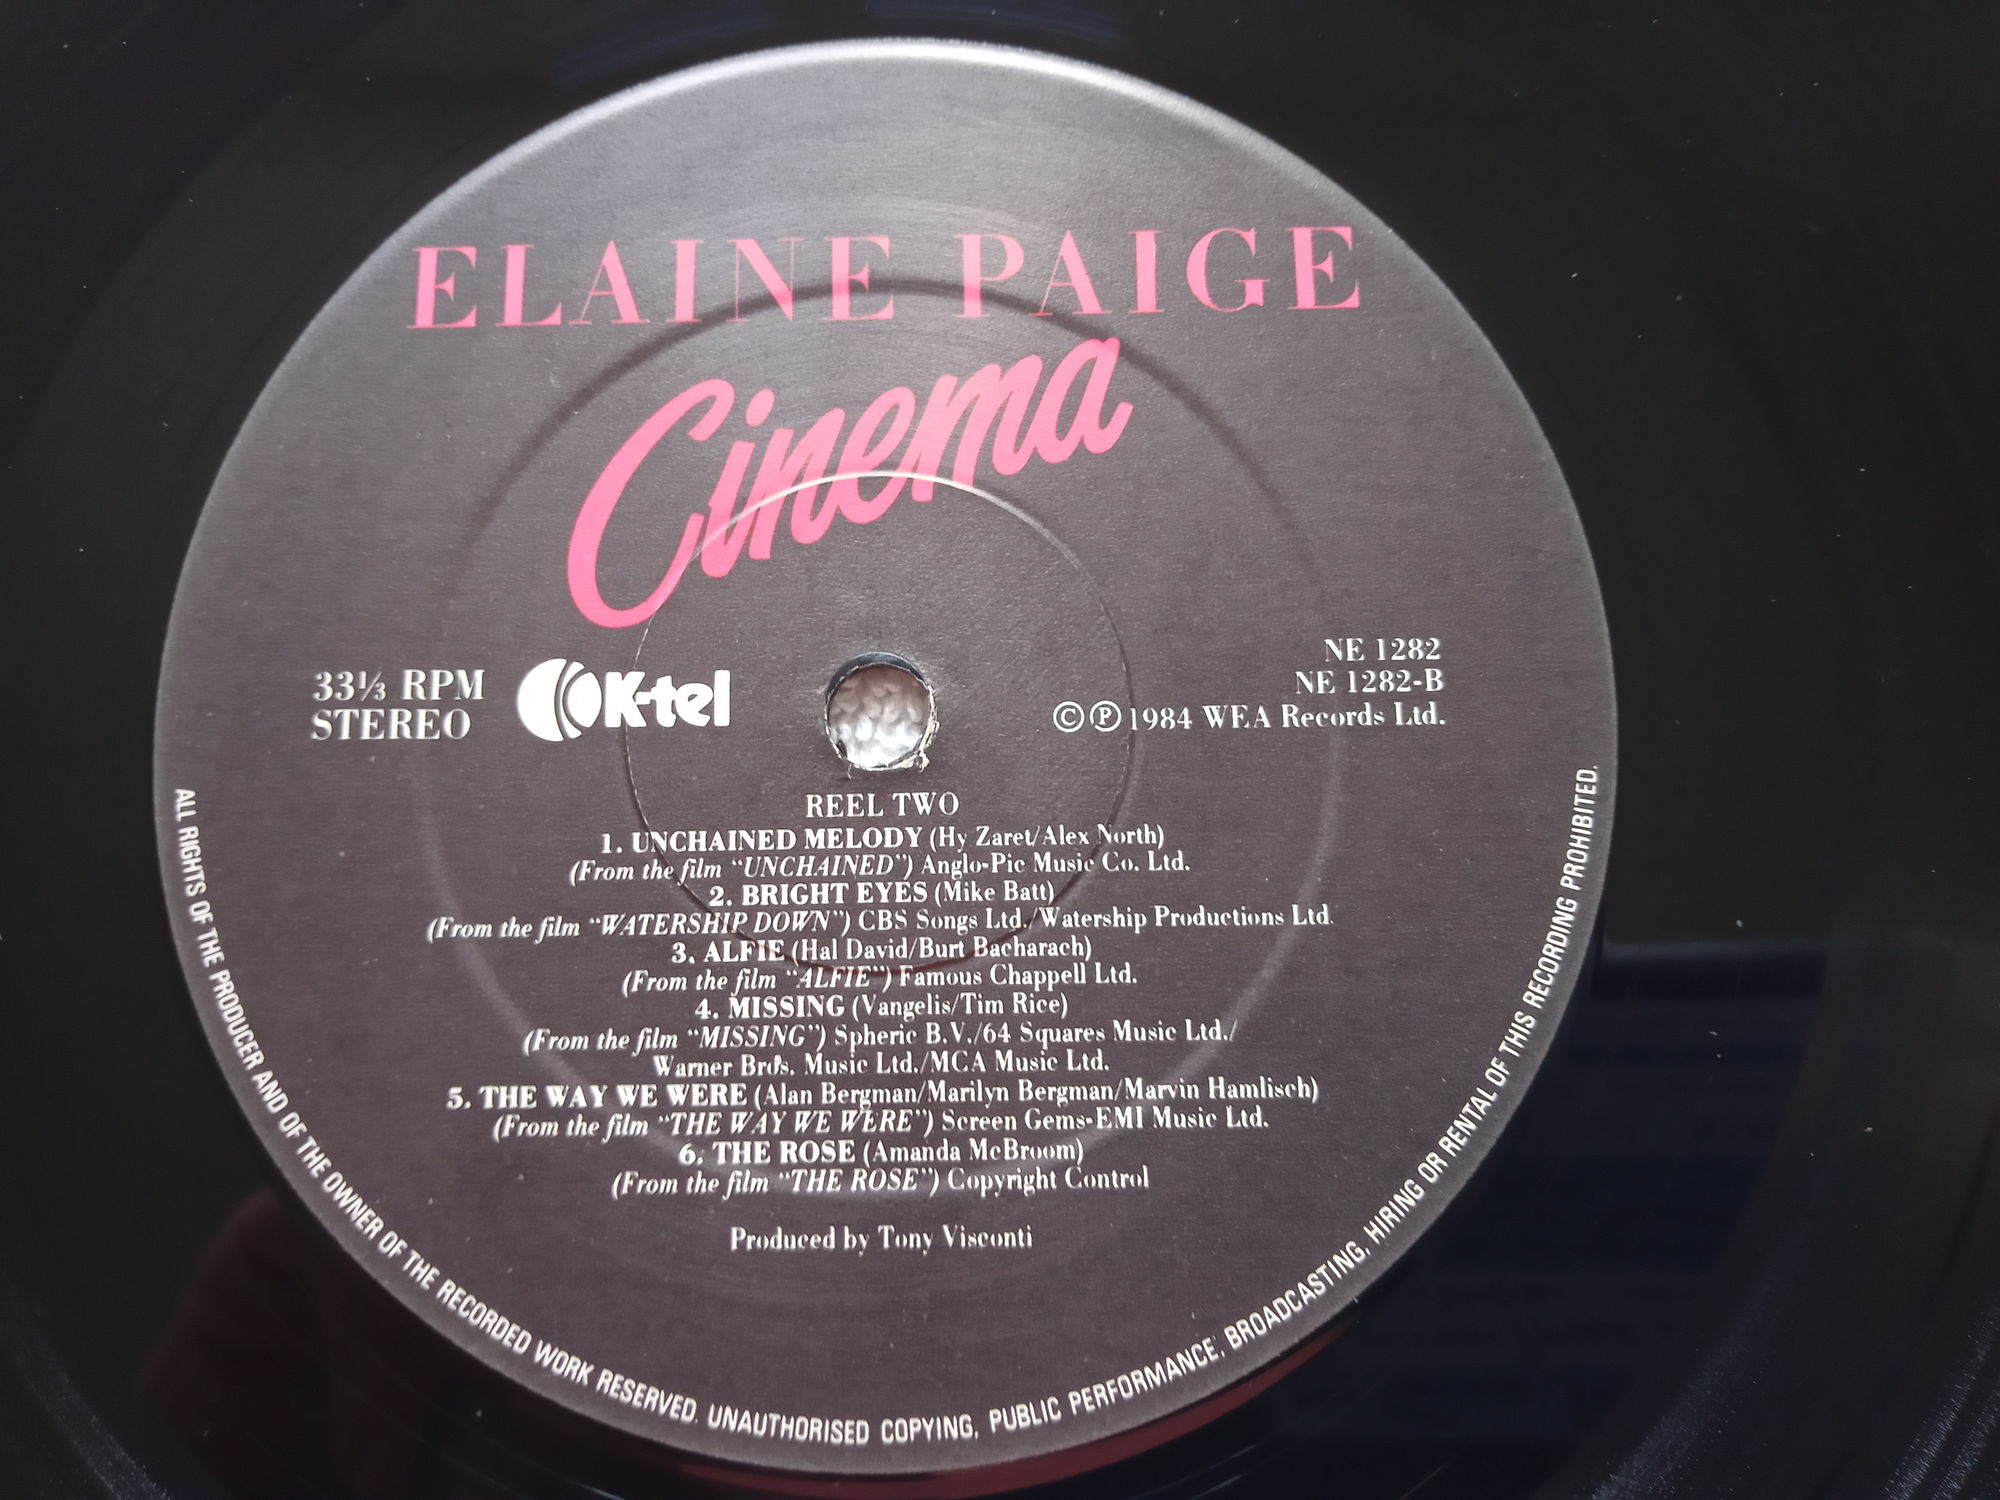 ELAINE PAIGE
Cinema
33⅓ RPM
STEREO
K-tel
NE 1282
NE 1282-B
©℗1984 WEA Records Ltd.
REEL TWO
1. UNCHAINED MELODY (Hy Zaret/Alex North)
(From the film "UNCHAINED") Anglo-Pic Music Co. Ltd.
2. BRIGHT EYES (Mike Batt)
(From the film "WATERSHIP DOWN") CBS Songs Ltd./Watership Productions Ltd.
3. ALFIE (Hal David/Burt Bacharach)
(From the film "ALFIE") Famous Chappell Ltd.
4. MISSING (Vangelis/Tim Rice)
(From the film "MISSING") Spheric B.V./64 Squares Music Ltd./
Warner Bros. Music Ltd./MCA Music Ltd.
5. THE WAY WE WERE (Alan Bergman/Marilyn Bergman/Marvin Hamlisch)
(From the film "THE WAY WE WERE") Screen Gems-EMI Music Ltd.
6. THE ROSE (Amanda McBroom)
(From the film "THE ROSE") Copyright Control
Produced by Tony Visconti
ALL RIGHTS OF THE PRODUCER AND OF THE OWNER OF THE RECORDED WORK RESERVED. UNAUTHORISED COPYING, PUBLIC PERFORMANCE, BROADCASTING, HIRING OR RENTAL OF THIS RECORDING PROHIBITED.